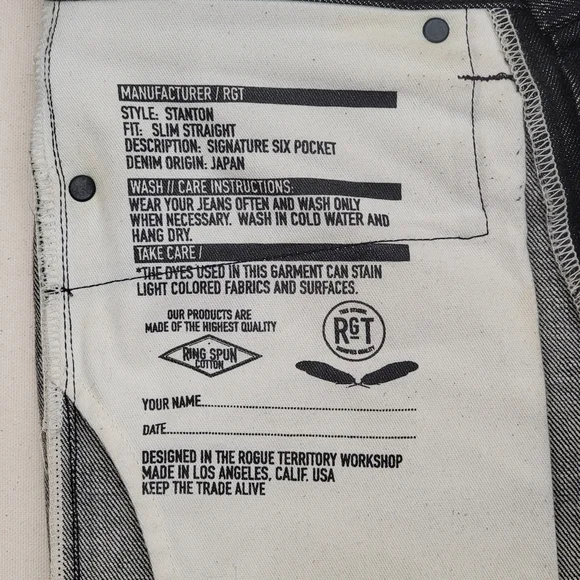 MANUFACTURER / RGT
STYLE: STANTON
FIT: SLIM STRAIGHT
DESCRIPTION: SIGNATURE SIX POCKET
DENIM ORIGIN: JAPAN
WASH // CARE INSTRUCTIONS:
WEAR YOUR JEANS OFTEN AND WASH ONLY
WHEN NECESSARY. WASH IN COLD WATER AND
HANG DRY.
TAKE CARE /
*THE DYES USED IN THIS GARMENT CAN STAIN
LIGHT COLORED FABRICS AND SURFACES.
OUR PRODUCTS ARE
MADE OF THE HIGHEST QUALITY
RING SPUN
COTTON
RGT
YOUR NAME
DATE
DESIGNED IN THE ROGUE TERRITORY WORKSHOP
MADE IN LOS ANGELES, CALIF. USA
KEEP THE TRADE ALIVE